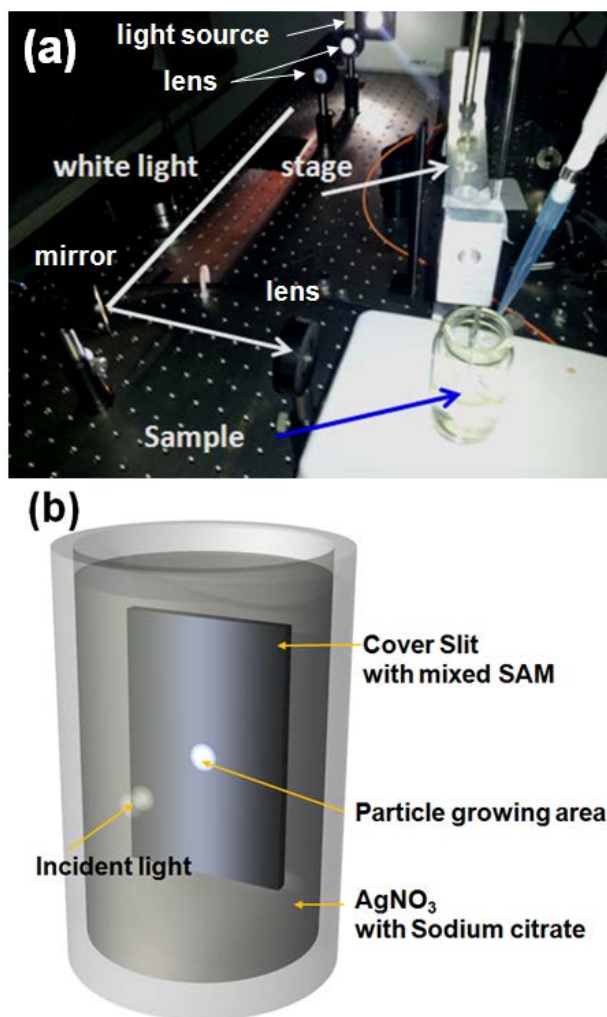 (a)
light source
lens
white light
stage
mirror
lens
Sample
(b)
Cover Slit
with mixed SAM
Particle growing area
Incident light
AgNO₃
with Sodium citrate